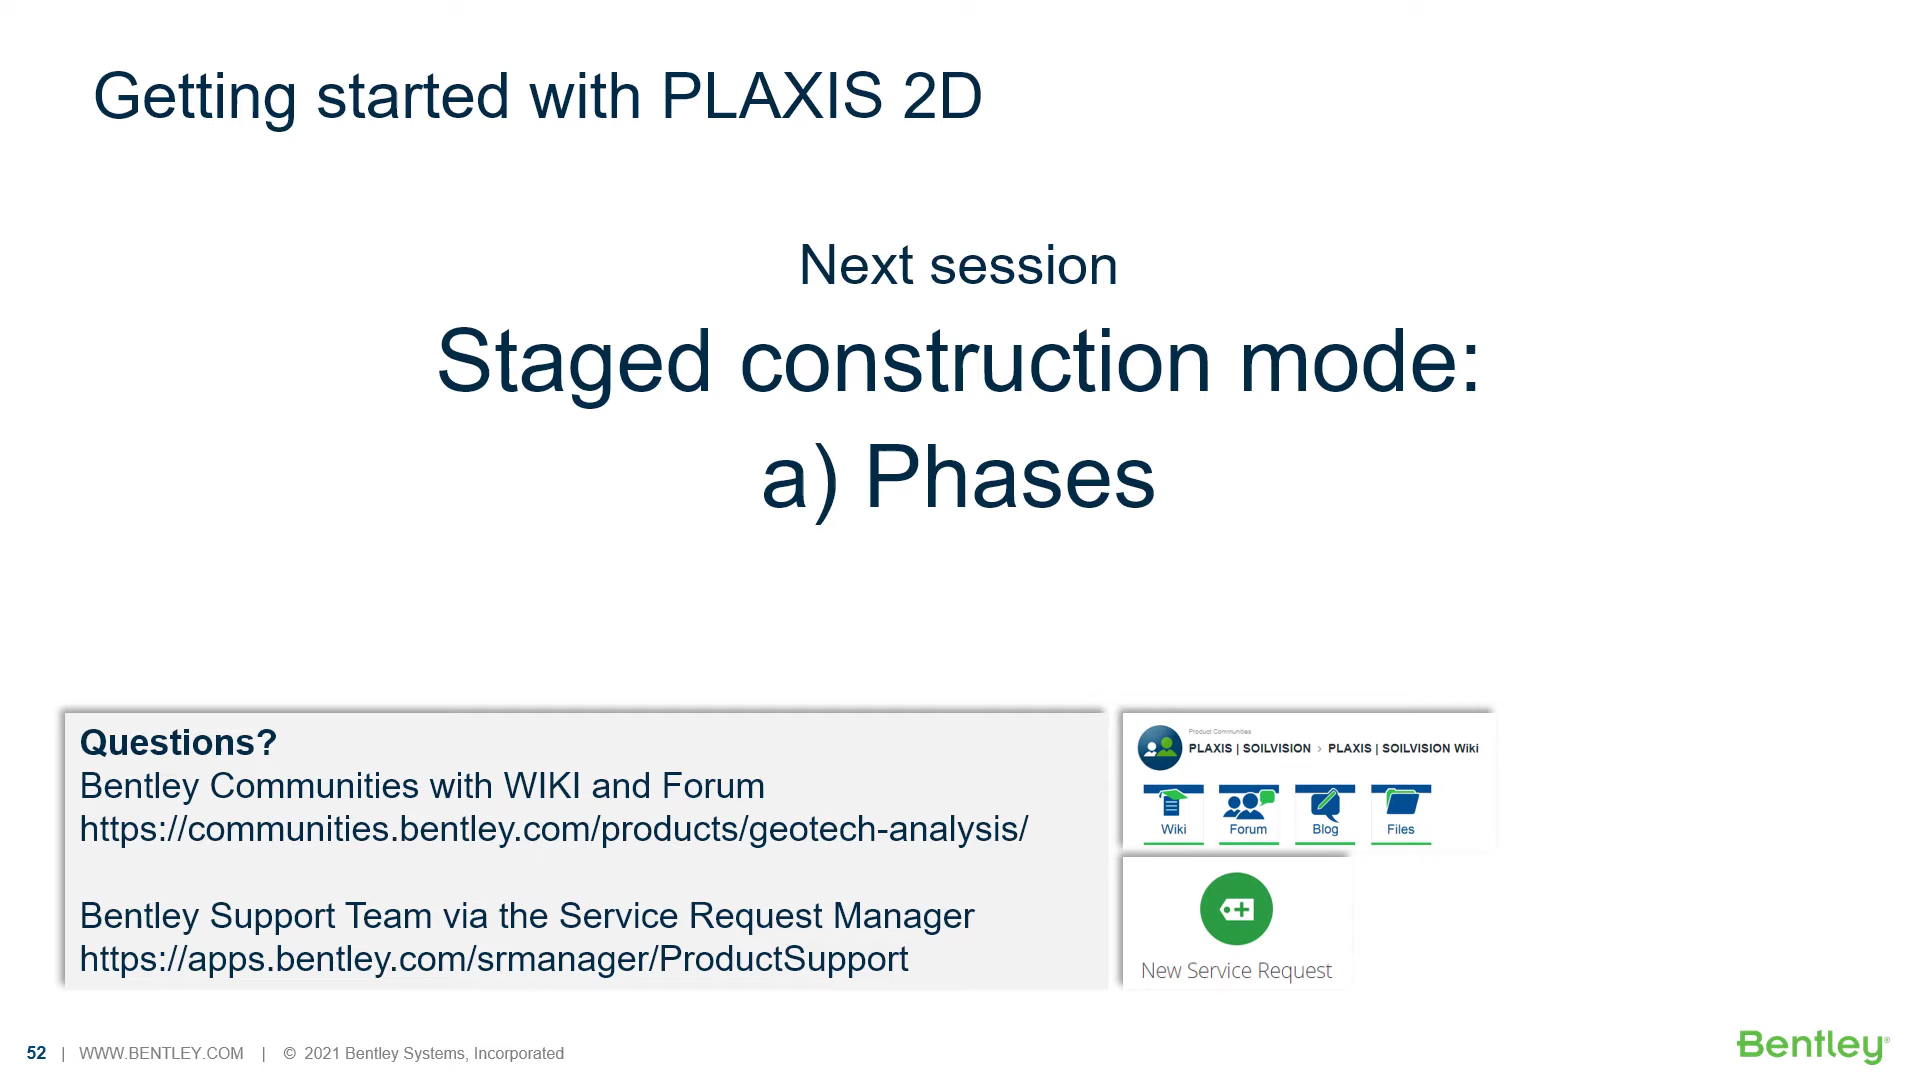 Getting started with PLAXIS 2D
Next session
Staged construction mode:
a) Phases
Questions?
Bentley Communities with WIKI and Forum
https://communities.bentley.com/products/geotech-analysis/
Bentley Support Team via the Service Request Manager
https://apps.bentley.com/srmanager/ProductSupport
Product Communities
PLAXIS | SOILVISION › PLAXIS | SOILVISION Wiki
Wiki Forum Blog Files
New Service Request
52 | WWW.BENTLEY.COM | © 2021 Bentley Systems, Incorporated
Bentley®